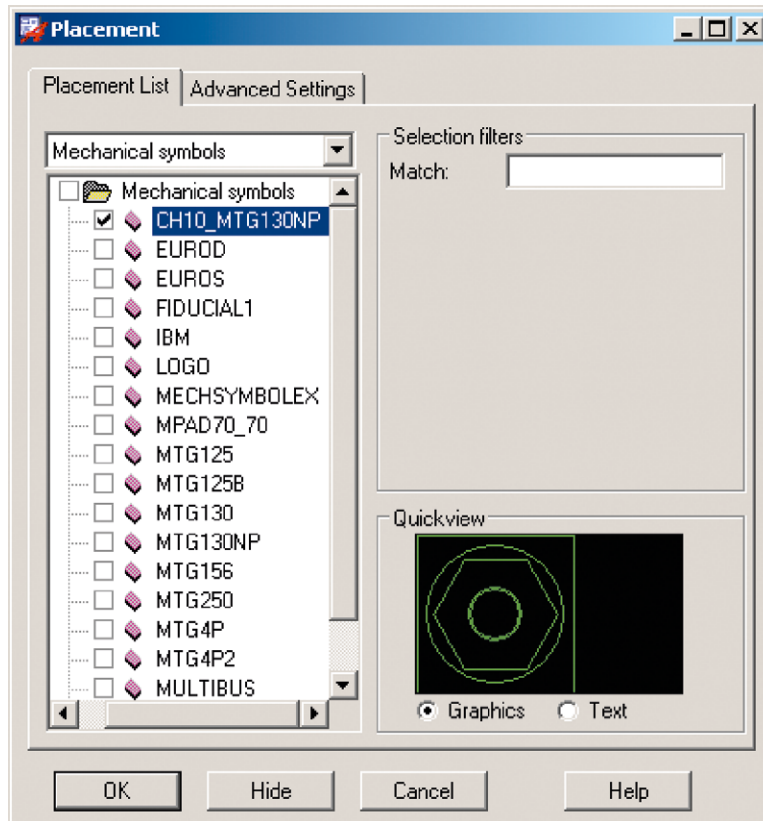 Placement
Placement List
Advanced Settings
Mechanical symbols
Mechanical symbols
CH10_MTG130NP
EUROD
EUROS
FIDUCIAL1
IBM
LOGO
MECHSYMBOLEX
MPAD70_70
MTG125
MTG125B
MTG130
MTG130NP
MTG156
MTG250
MTG4P
MTG4P2
MULTIBUS
Selection filters
Match:
Quickview
Graphics
Text
OK
Hide
Cancel
Help